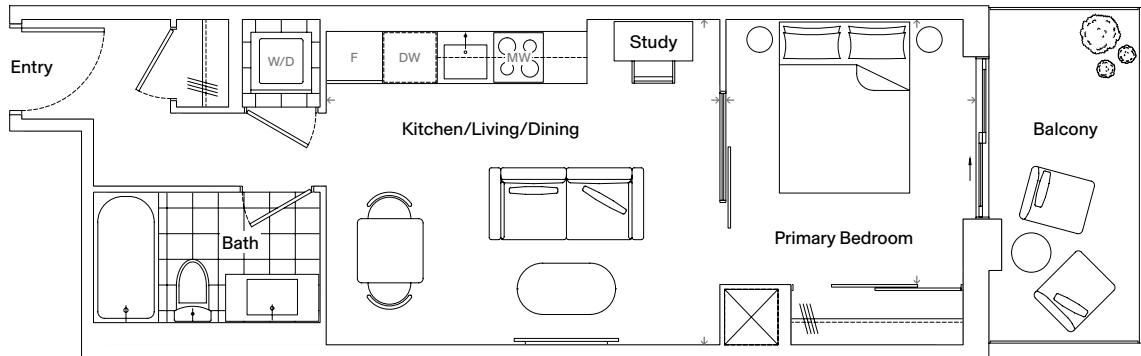 Entry
W/D
F
DW
MW
Study
Kitchen/Living/Dining
Balcony
Bath
Primary Bedroom